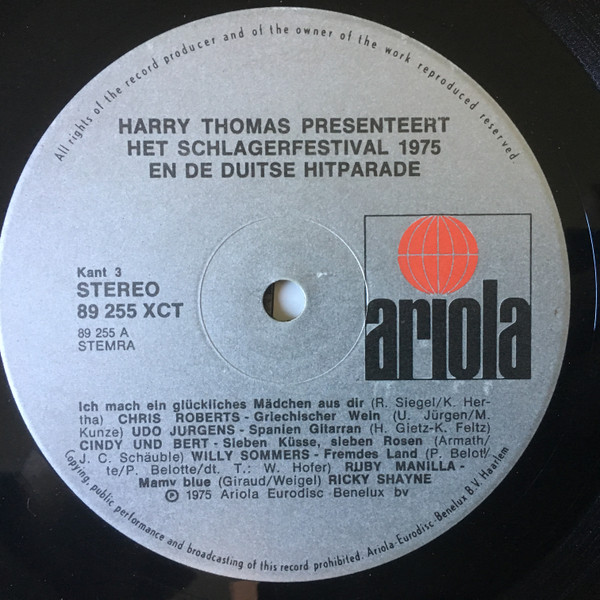 All rights of the record producer and of the owner of the work reproduced reserved.
HARRY THOMAS PRESENTEERT
HET SCHLAGERFESTIVAL 1975
EN DE DUITSE HITPARADE
Kant 3
STEREO
89 255 XCT
89 255 A
STEMRA
ariola
Ich mach ein glückliches Mädchen aus dir (R. Siegel/K. Her-
tha) CHRIS ROBERTS - Griechischer Wein (U. Jürgen/M.
Kunze) UDO JURGENS - Spanien Gitarran (H. Gietz-K. Feltz)
CINDY UND BERT - Sieben Küsse, sieben Rosen (Armath/
J. C. Schäuble) WILLY SOMMERS - Fremdes Land (P. Belot/
te/P. Belotte/dt. T.: W. Hofer) RUBY MANILLA -
Mamy blue (Giraud/Weigel) RICKY SHAYNE
℗ 1975 Ariola Eurodisc Benelux bv
Copying, public performance and broadcasting of this record prohibited. Ariola-Eurodisc-Benelux B.V. Haarlem